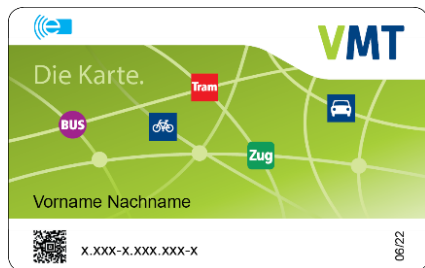 VMT
Die Karte.
Tram
BUS
Zug
Vorname Nachname
x.xxx-x.xxx.xxx-x
06/22